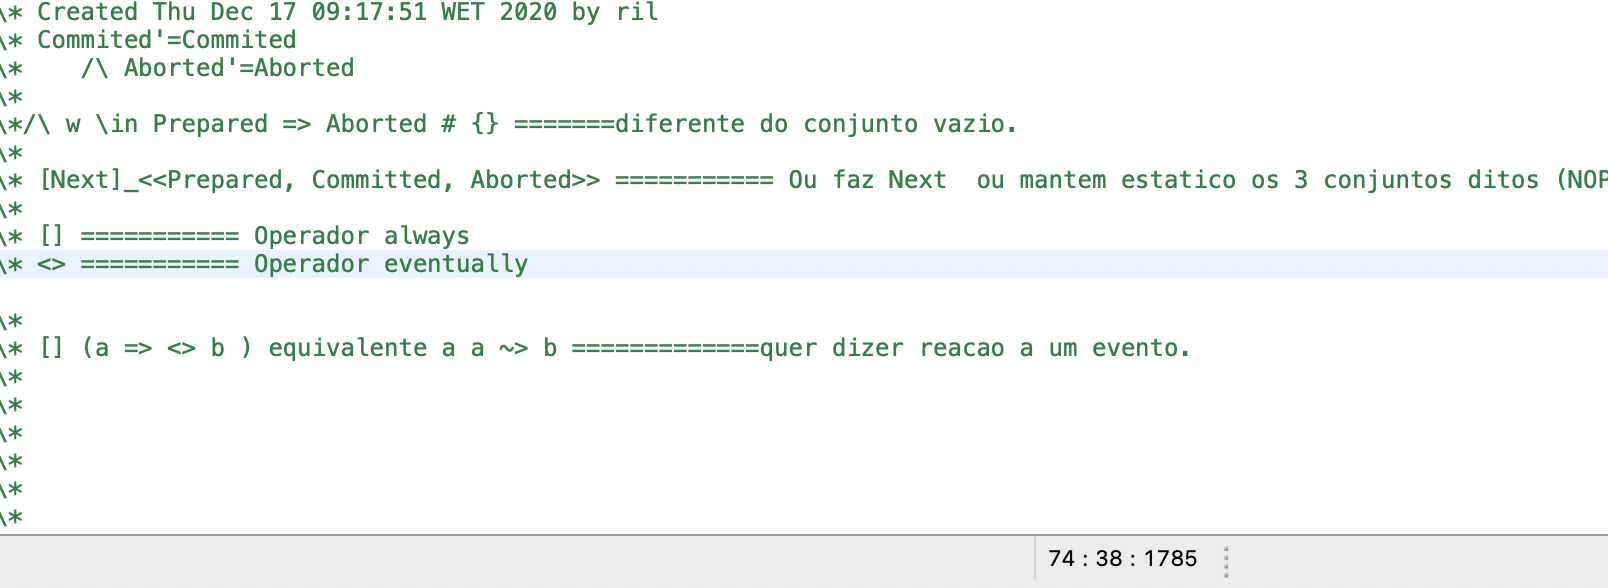 \* Created Thu Dec 17 09:17:51 WET 2020 by ril
\* Commited'=Commited
\*    /\ Aborted'=Aborted
\*
\*/\ w \in Prepared => Aborted # {} =======diferente do conjunto vazio.
\*
\* [Next]_<<Prepared, Committed, Aborted>> =========== Ou faz Next  ou mantem estatico os 3 conjuntos ditos (NOP
\*
\* [] =========== Operador always
\* <> =========== Operador eventually
\*
\* [] (a => <> b ) equivalente a a ~> b =============quer dizer reacao a um evento.
\*
\*
\*
\*
\*
\*
74 : 38 : 1785